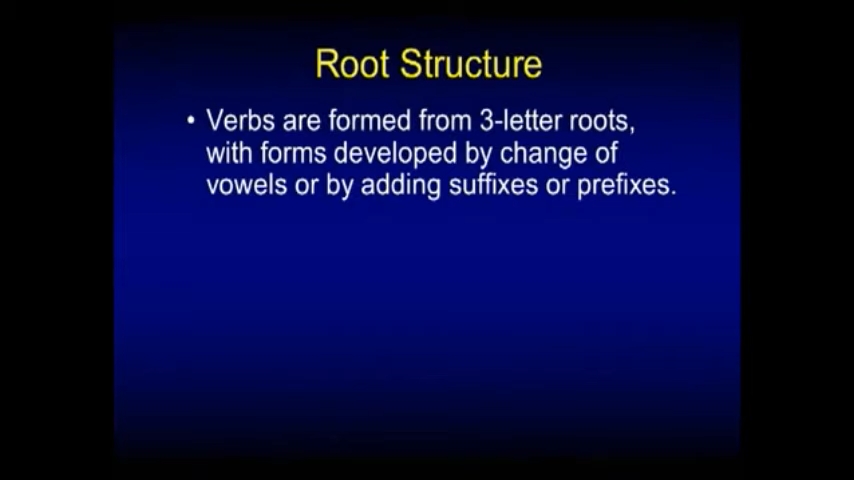 Root Structure
• Verbs are formed from 3-letter roots,
with forms developed by change of
vowels or by adding suffixes or prefixes.